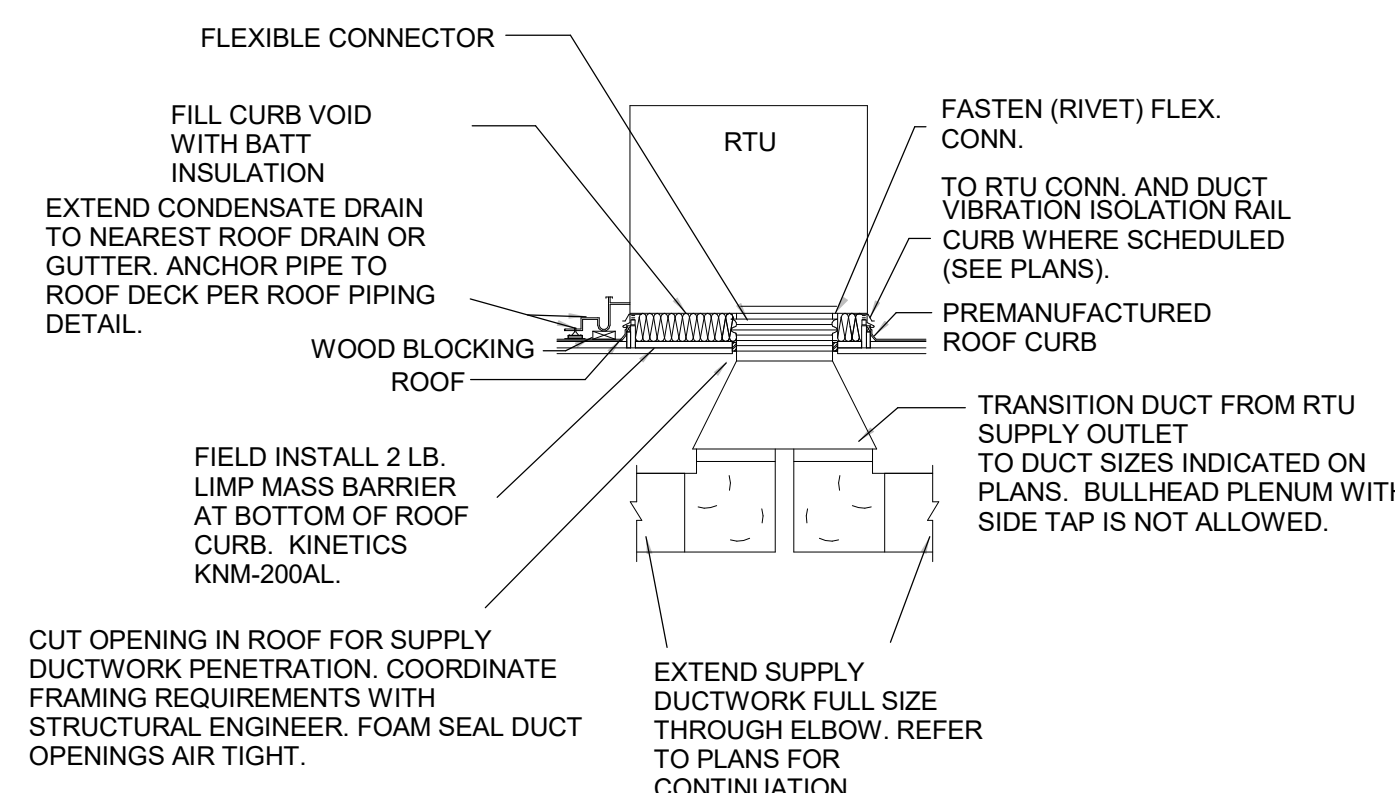 FLEXIBLE CONNECTOR
FILL CURB VOID
WITH BATT
INSULATION
EXTEND CONDENSATE DRAIN
TO NEAREST ROOF DRAIN OR
GUTTER. ANCHOR PIPE TO
ROOF DECK PER ROOF PIPING
DETAIL.
WOOD BLOCKING
ROOF
FIELD INSTALL 2 LB.
LIMP MASS BARRIER
AT BOTTOM OF ROOF
CURB. KINETICS
KNM-200AL.
CUT OPENING IN ROOF FOR SUPPLY
DUCTWORK PENETRATION. COORDINATE
FRAMING REQUIREMENTS WITH
STRUCTURAL ENGINEER. FOAM SEAL DUCT
OPENINGS AIR TIGHT.
RTU
FASTEN (RIVET) FLEX.
CONN.
TO RTU CONN. AND DUCT
VIBRATION ISOLATION RAIL
CURB WHERE SCHEDULED
(SEE PLANS).
PREMANUFACTURED
ROOF CURB
TRANSITION DUCT FROM RTU
SUPPLY OUTLET
TO DUCT SIZES INDICATED ON
PLANS. BULLHEAD PLENUM WITH
SIDE TAP IS NOT ALLOWED.
EXTEND SUPPLY
DUCTWORK FULL SIZE
THROUGH ELBOW. REFER
TO PLANS FOR
CONTINUATION